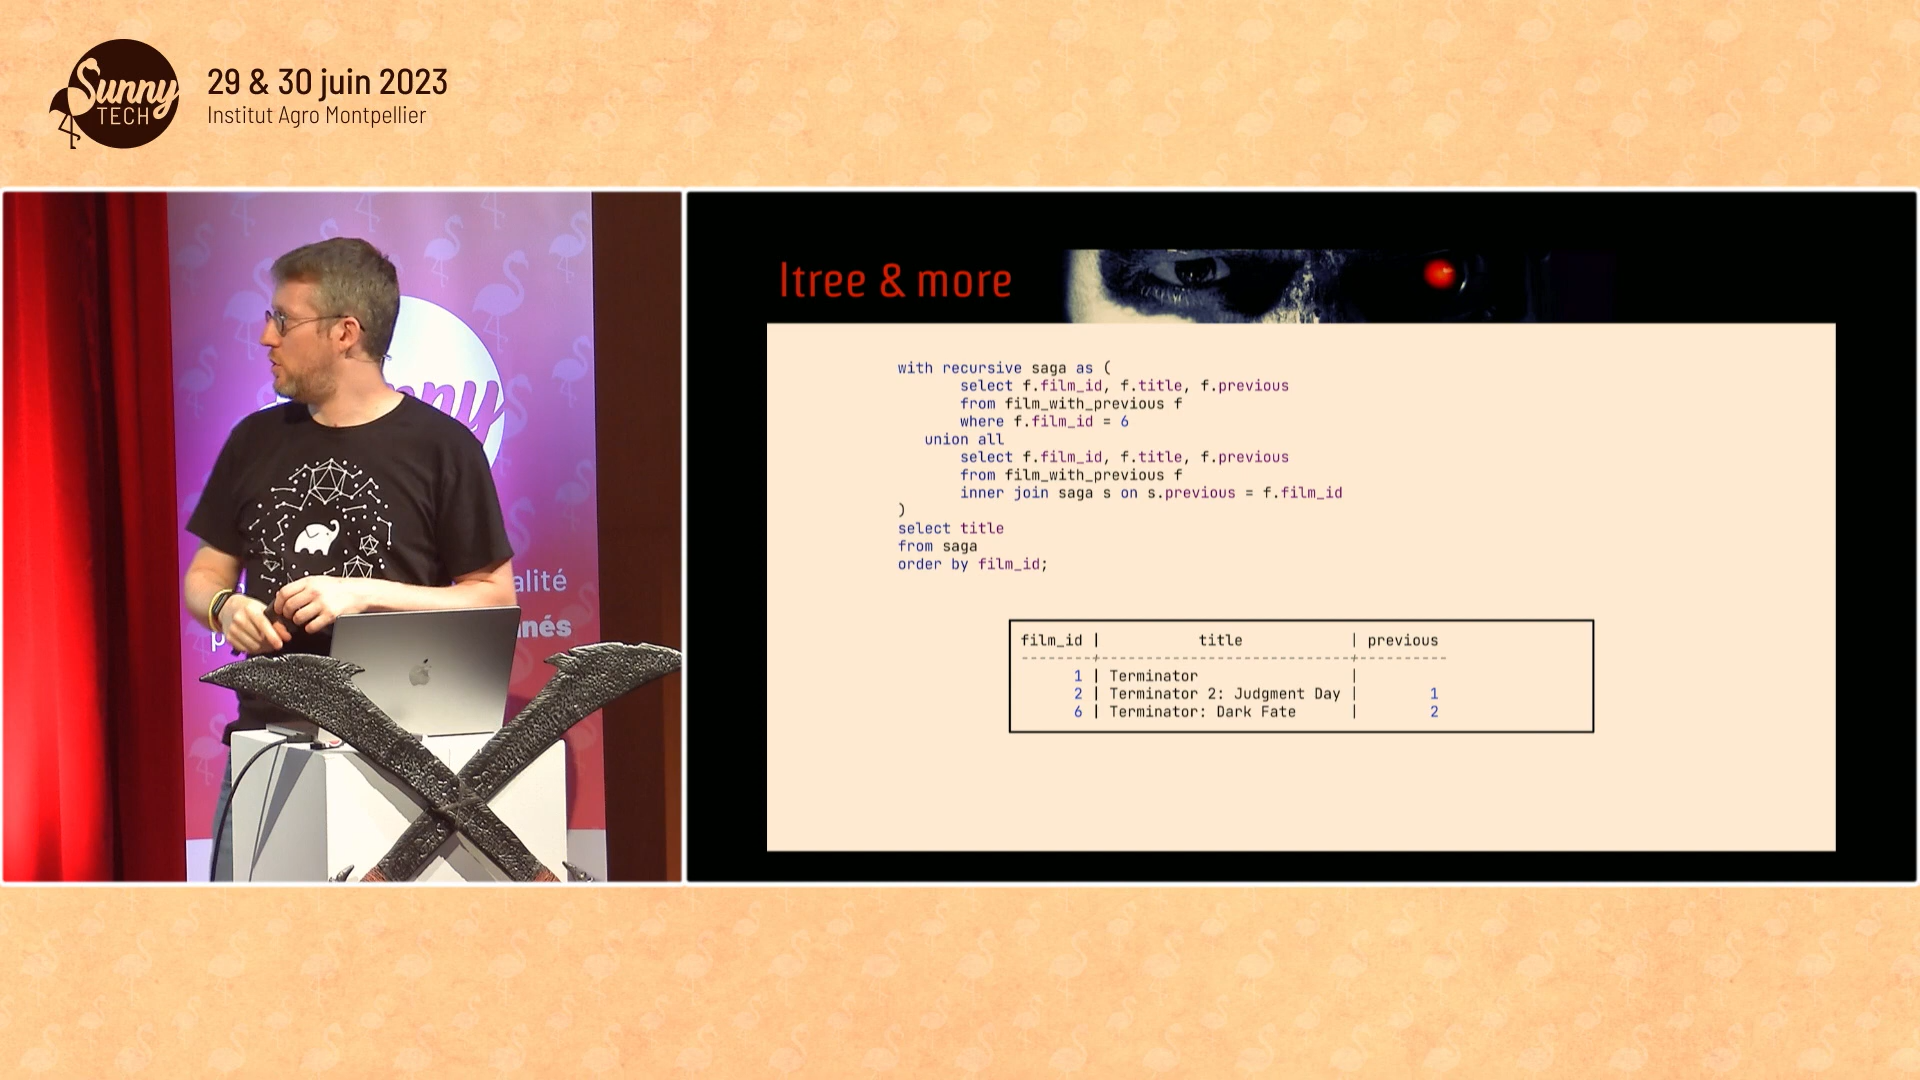 Sunny
TECH
29 & 30 juin 2023
Institut Agro Montpellier
alité
nés
ltree & more
with recursive saga as (
select f.film_id, f.title, f.previous
from film_with_previous f
where f.film_id = 6
union all
select f.film_id, f.title, f.previous
from film_with_previous f
inner join saga s on s.previous = f.film_id
)
select title
from saga
order by film_id;
film_id | title | previous
--------+-----------------------------+----------
1 | Terminator |
2 | Terminator 2: Judgment Day | 1
6 | Terminator: Dark Fate | 2